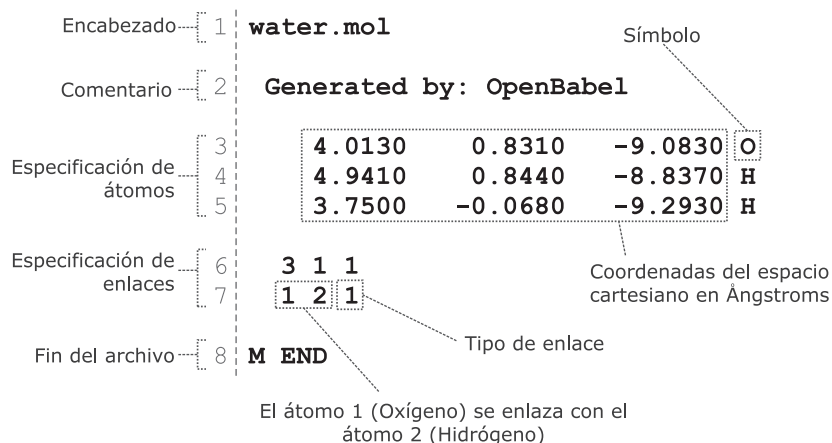 Encabezado 1 water.mol
Símbolo
Comentario 2 Generated by: OpenBabel
3 4.0130 0.8310 -9.0830 O
Especificación de átomos
4 4.9410 0.8440 -8.8370 H
5 3.7500 -0.0680 -9.2930 H
Especificación de enlaces
6 3 1 1
7 1 2 1
Coordenadas del espacio
cartesiano en Ångstroms
Tipo de enlace
Fin del archivo 8 M END
El átomo 1 (Oxígeno) se enlaza con el
átomo 2 (Hidrógeno)